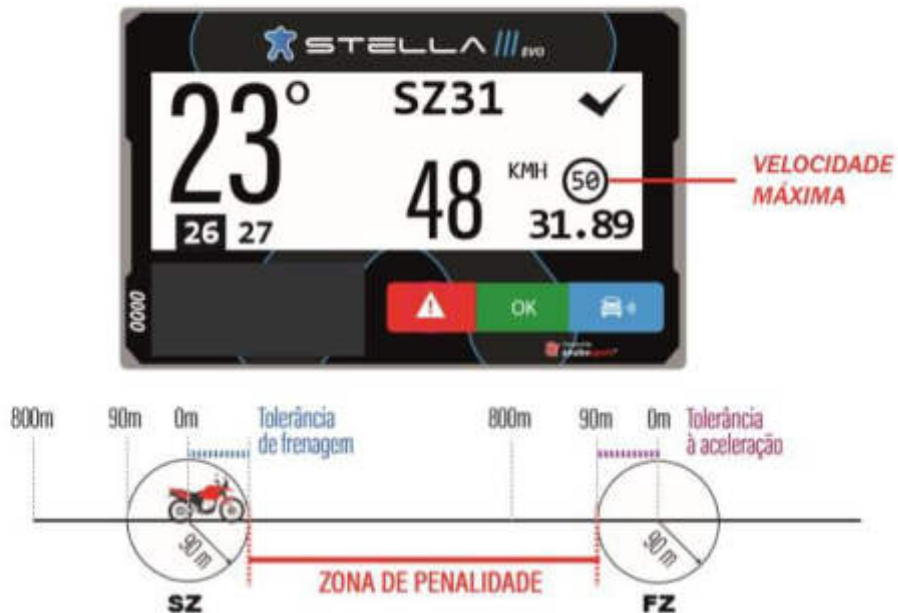 STELLA III EVO
23° SZ31
48 KMH 50
26 27 31.89
VELOCIDADE
MÁXIMA
0000
OK
800m 90m 0m Tolerância
de frenagem
800m 90m 0m Tolerância
à aceleração
90 m
90 m
ZONA DE PENALIDADE
SZ
FZ